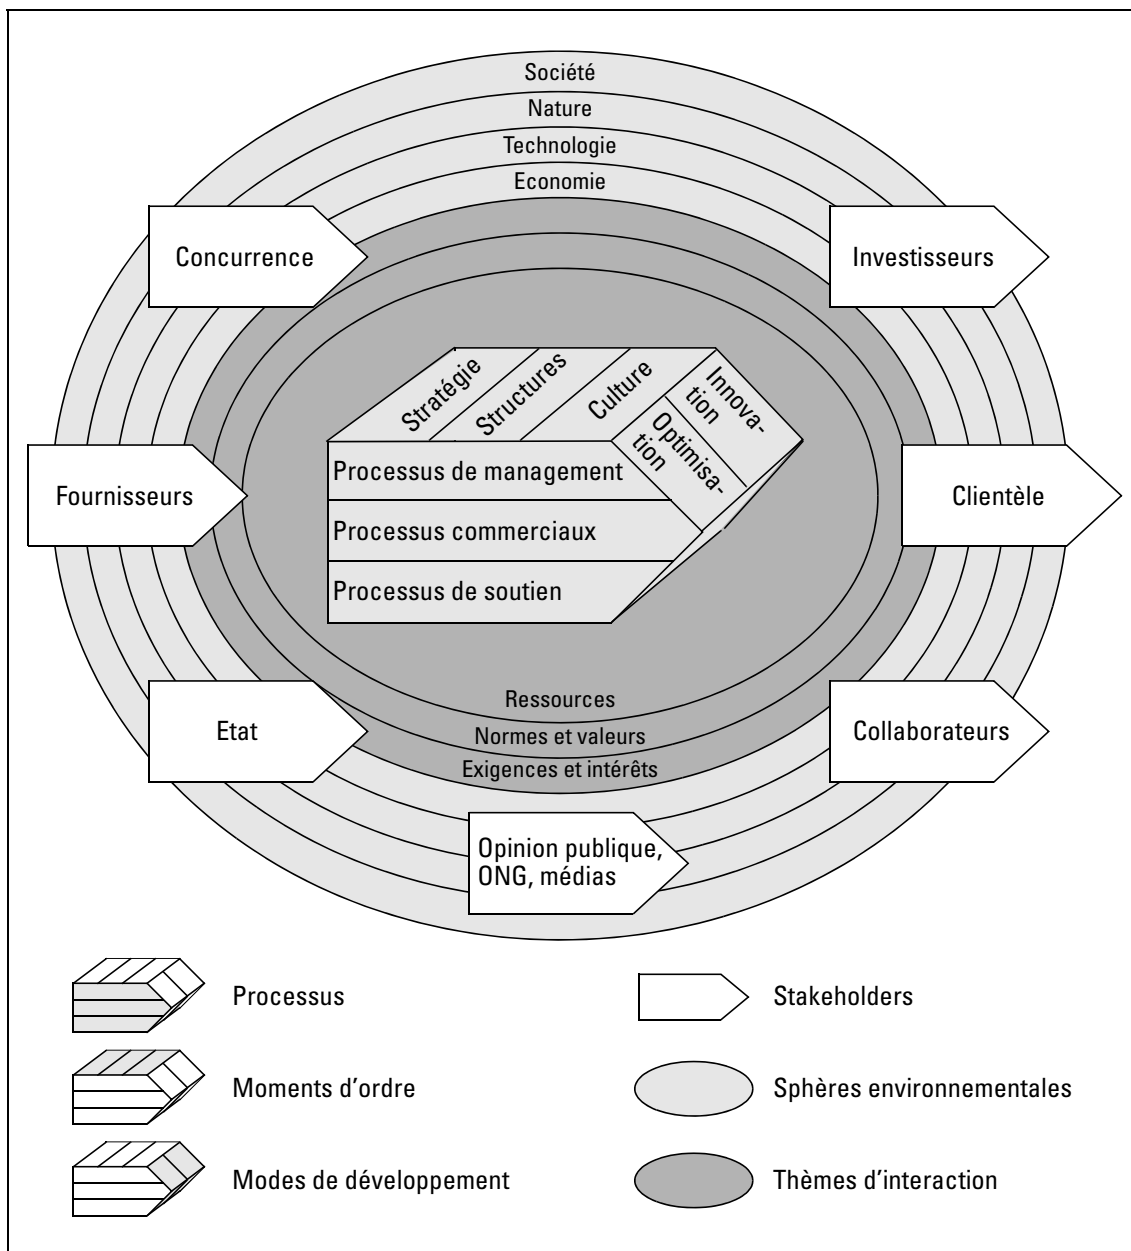 Société
Nature
Technologie
Economie
Concurrence
Investisseurs
Stratégie
Structures
Culture
Innova-
tion
Optimisa-
tion
Processus de management
Fournisseurs
Clientèle
Processus commerciaux
Processus de soutien
Ressources
Etat
Collaborateurs
Normes et valeurs
Exigences et intérêts
Opinion publique,
ONG, médias
Processus
Stakeholders
Moments d'ordre
Sphères environnementales
Modes de développement
Thèmes d'interaction